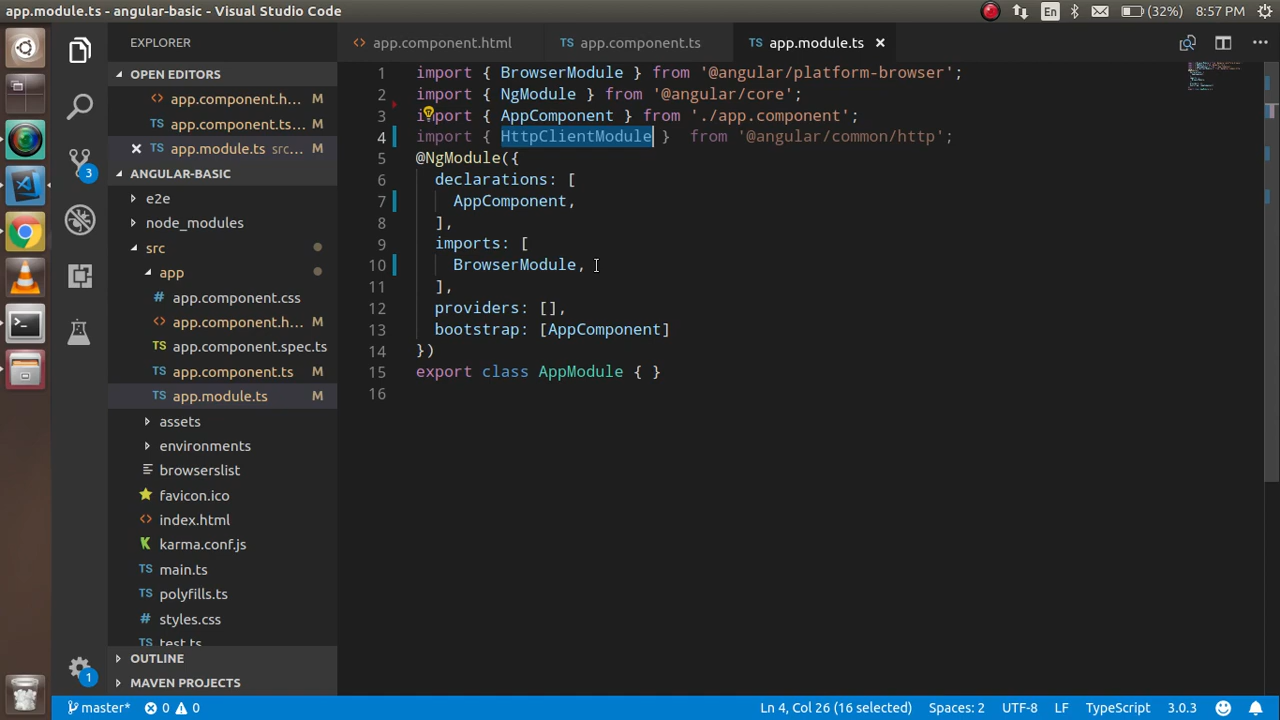 app.module.ts - angular-basic - Visual Studio Code
En
(32%)
8:57 PM
EXPLORER
OPEN EDITORS
app.component.h... M
app.component.ts... M
app.module.ts src... M
ANGULAR-BASIC
e2e
node_modules
src
app
app.component.css
app.component.h... M
app.component.spec.ts
app.component.ts M
app.module.ts M
assets
environments
browserslist
favicon.ico
index.html
karma.conf.js
main.ts
polyfills.ts
styles.css
test.ts
OUTLINE
MAVEN PROJECTS
3
1
app.component.html
TS app.component.ts
TS app.module.ts
1 import { BrowserModule } from '@angular/platform-browser';
2 import { NgModule } from '@angular/core';
3 import { AppComponent } from './app.component';
4 import { HttpClientModule } from '@angular/common/http';
5 @NgModule({
6 declarations: [
7 AppComponent,
8 ],
9 imports: [
10 BrowserModule,
11 ],
12 providers: [],
13 bootstrap: [AppComponent]
14 })
15 export class AppModule { }
16
master* 0 0
Ln 4, Col 26 (16 selected)
Spaces: 2
UTF-8
LF
TypeScript
3.0.3